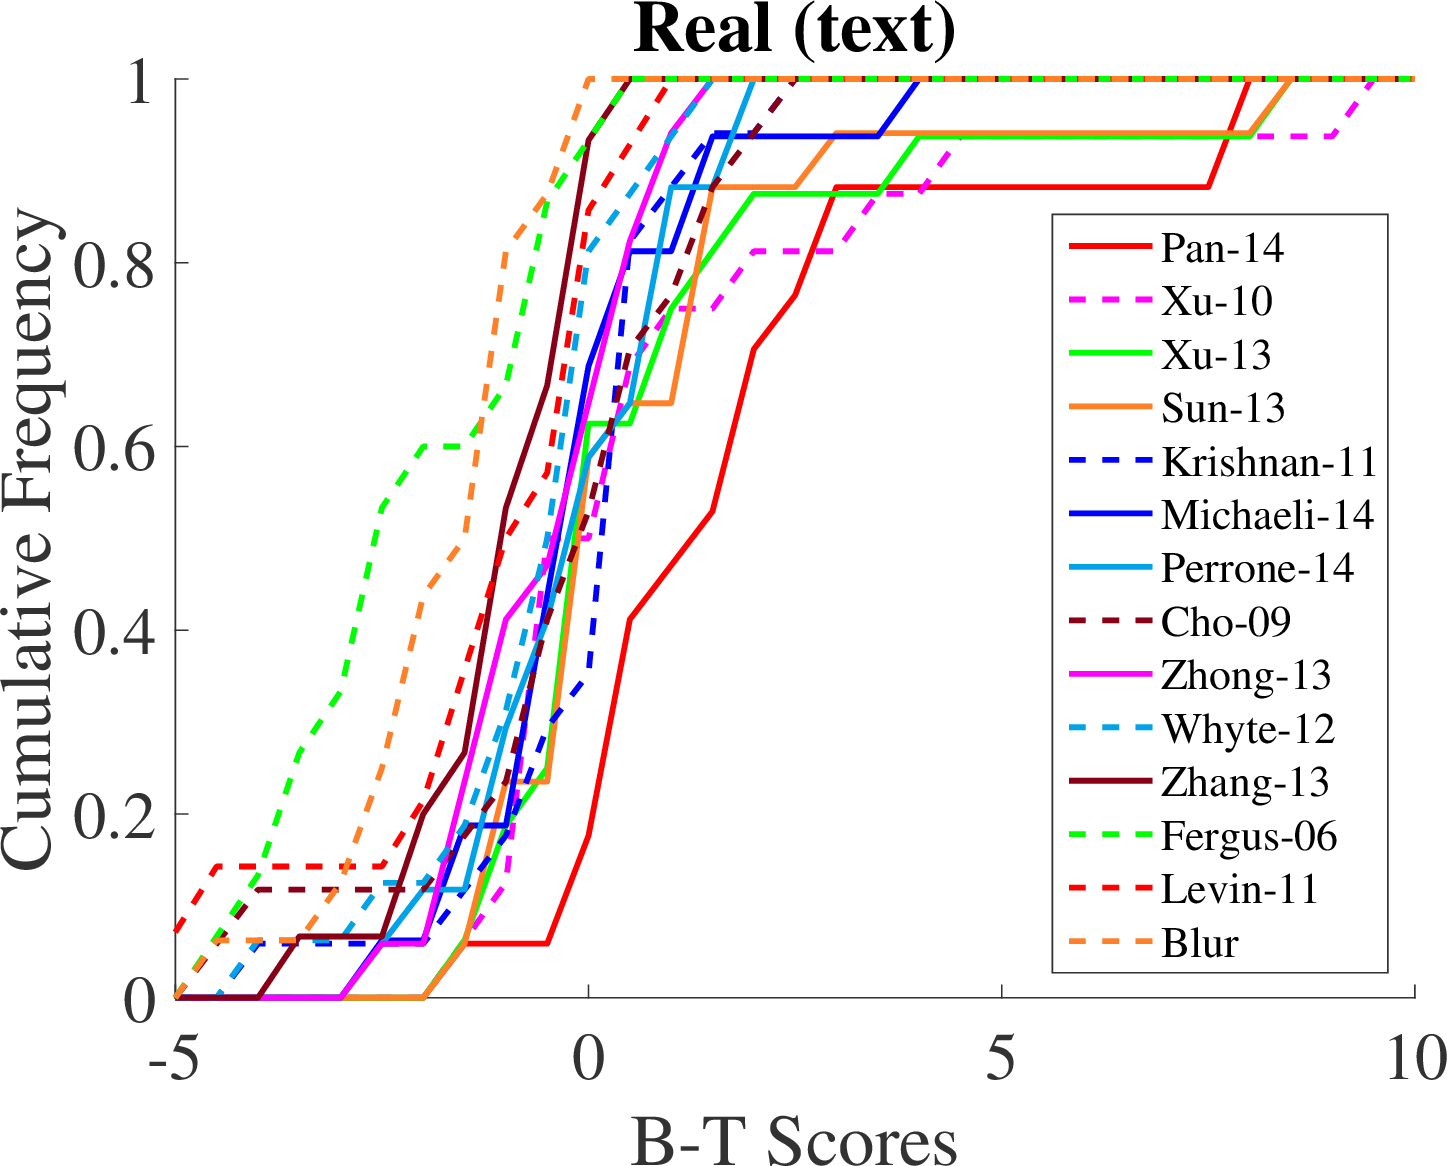 Real (text)
Cumulative Frequency
1
0.8
0.6
0.4
0.2
0
-5
0
5
10
B-T Scores
Pan-14
Xu-10
Xu-13
Sun-13
Krishnan-11
Michaeli-14
Perrone-14
Cho-09
Zhong-13
Whyte-12
Zhang-13
Fergus-06
Levin-11
Blur